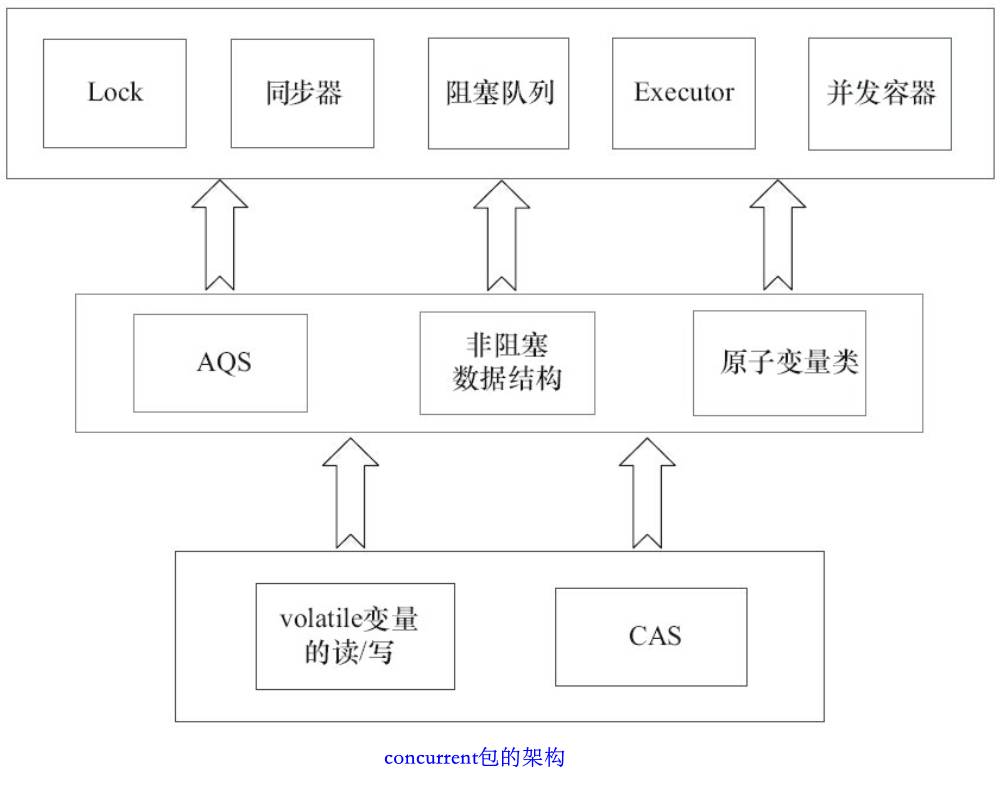 Lock
同步器
阻塞队列
Executor
并发容器
AQS
非阻塞
数据结构
原子变量类
volatile变量
的读/写
CAS
concurrent包的架构